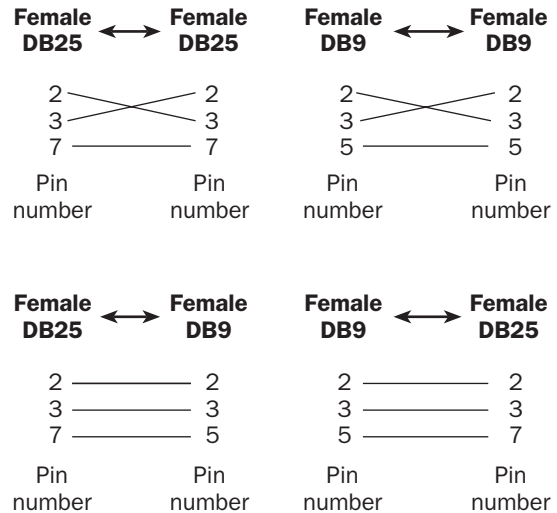 Female DB25 Female DB25
2 2
3 3
7 7
Pin number Pin number
Female DB9 Female DB9
2 2
3 3
5 5
Pin number Pin number
Female DB25 Female DB9
2 2
3 3
7 5
Pin number Pin number
Female DB9 Female DB25
2 2
3 3
5 7
Pin number Pin number